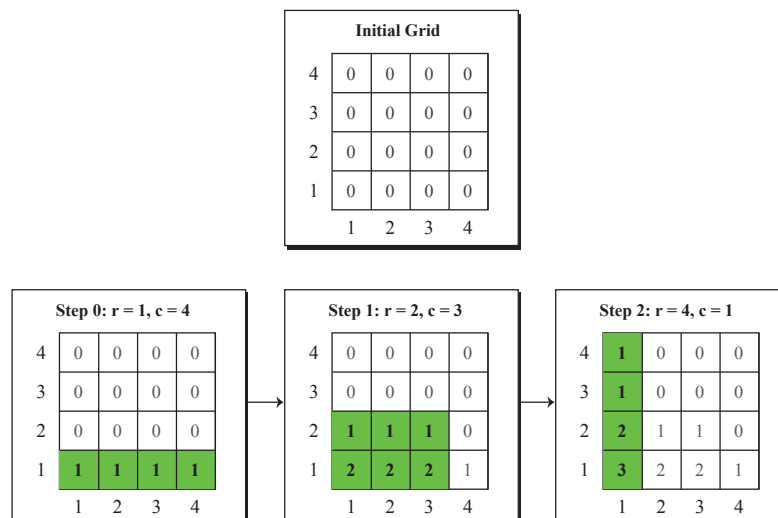 Initial Grid
4 0 0 0 0
3 0 0 0 0
2 0 0 0 0
1 0 0 0 0
1 2 3 4
Step 0: r = 1, c = 4
4 0 0 0 0
3 0 0 0 0
2 0 0 0 0
1 1 1 1 1
1 2 3 4
Step 1: r = 2, c = 3
4 0 0 0 0
3 0 0 0 0
2 1 1 1 0
1 2 2 2 1
1 2 3 4
Step 2: r = 4, c = 1
4 1 0 0 0
3 1 0 0 0
2 2 1 1 0
1 3 2 2 1
1 2 3 4